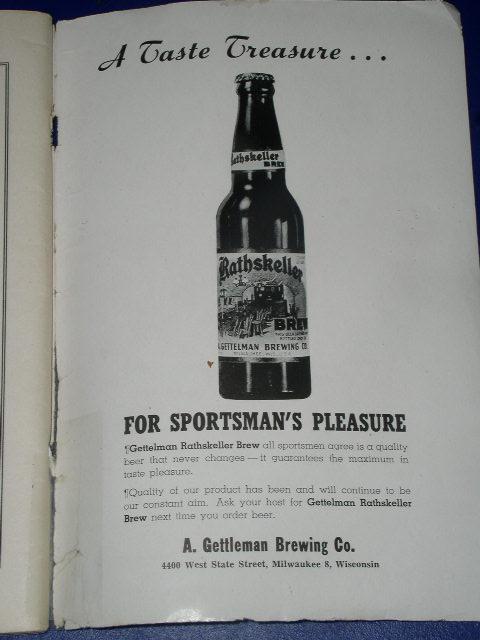 A Taste Treasure...
Rathskeller
BREW
Rathskeller
BREW
A. GETTELMAN BREWING CO.
FOR SPORTSMAN'S PLEASURE
¶Gettelman Rathskeller Brew all sportsmen agree is a quality
beer that never changes — it guarantees the maximum in
taste pleasure.
¶Quality of our product has been and will continue to be
our constant aim. Ask your host for Gettelman Rathskeller
Brew next time you order beer.
A. Gettleman Brewing Co.
4400 West State Street, Milwaukee 8, Wisconsin